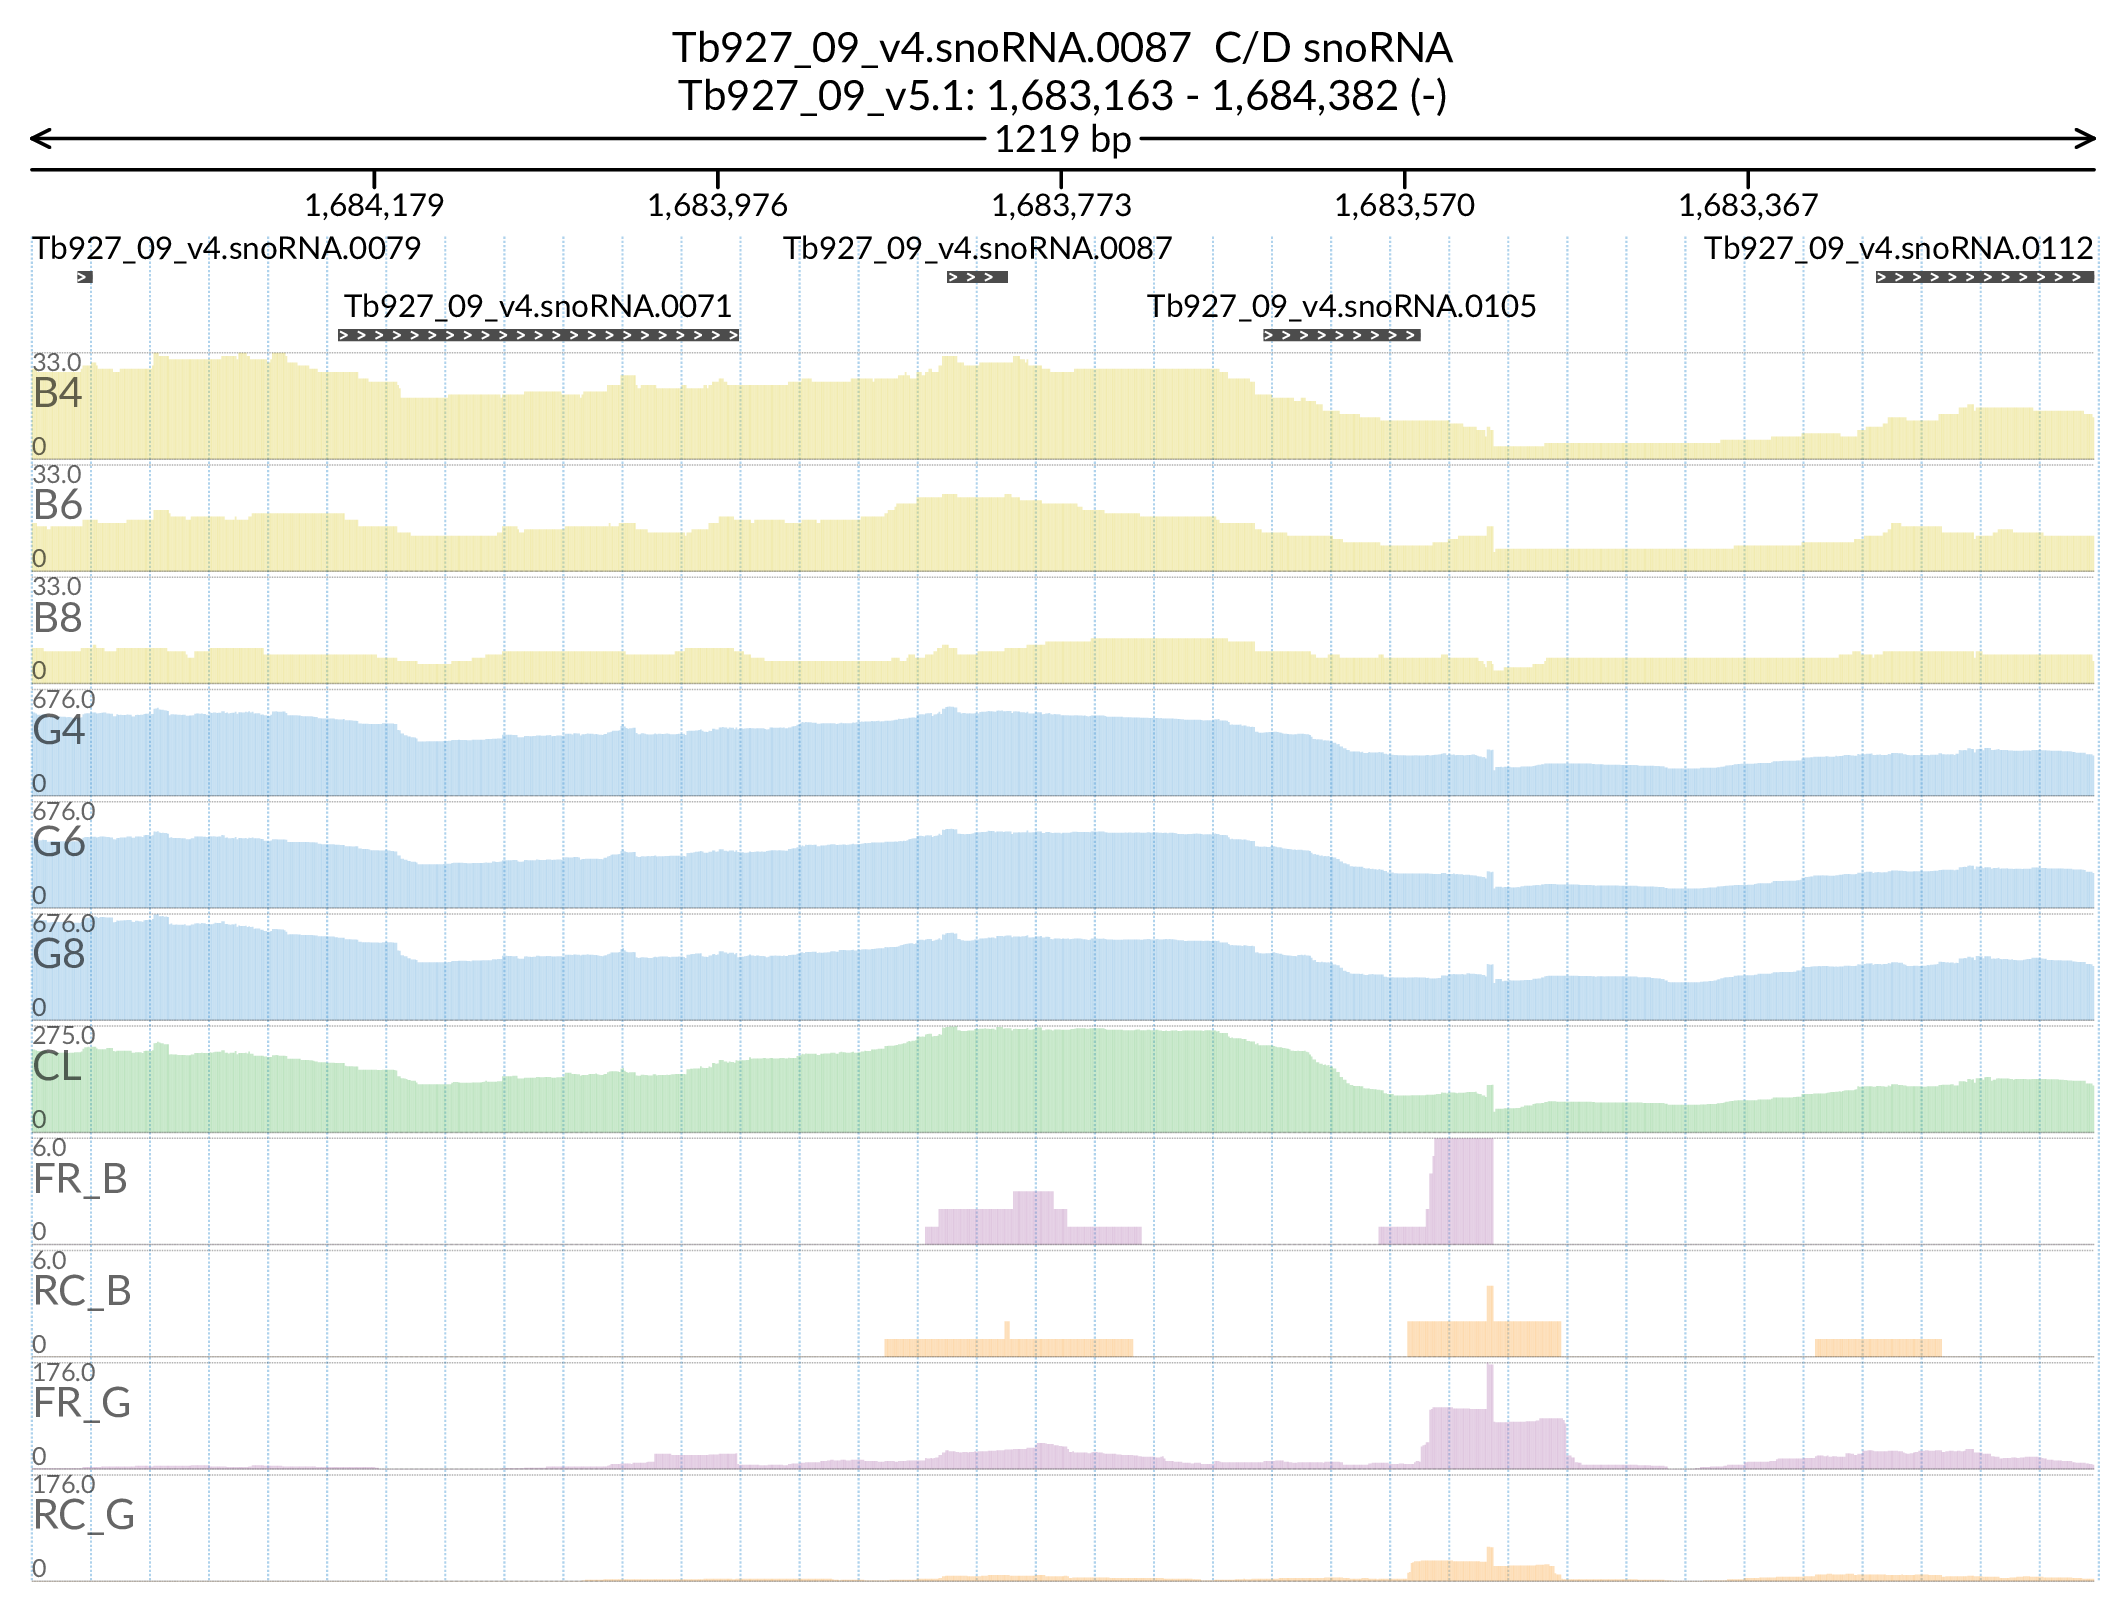 Tb927_09_v4.snoRNA.0087  C/D snoRNA
Tb927_09_v5.1: 1,683,163 - 1,684,382 (-)
1219 bp
1,684,179 1,683,976 1,683,773 1,683,570 1,683,367
Tb927_09_v4.snoRNA.0079 Tb927_09_v4.snoRNA.0087 Tb927_09_v4.snoRNA.0112
Tb927_09_v4.snoRNA.0071 Tb927_09_v4.snoRNA.0105
33.0
B4
0
33.0
B6
0
33.0
B8
0
676.0
G4
0
676.0
G6
0
676.0
G8
0
275.0
CL
0
6.0
FR_B
0
6.0
RC_B
0
176.0
FR_G
0
176.0
RC_G
0